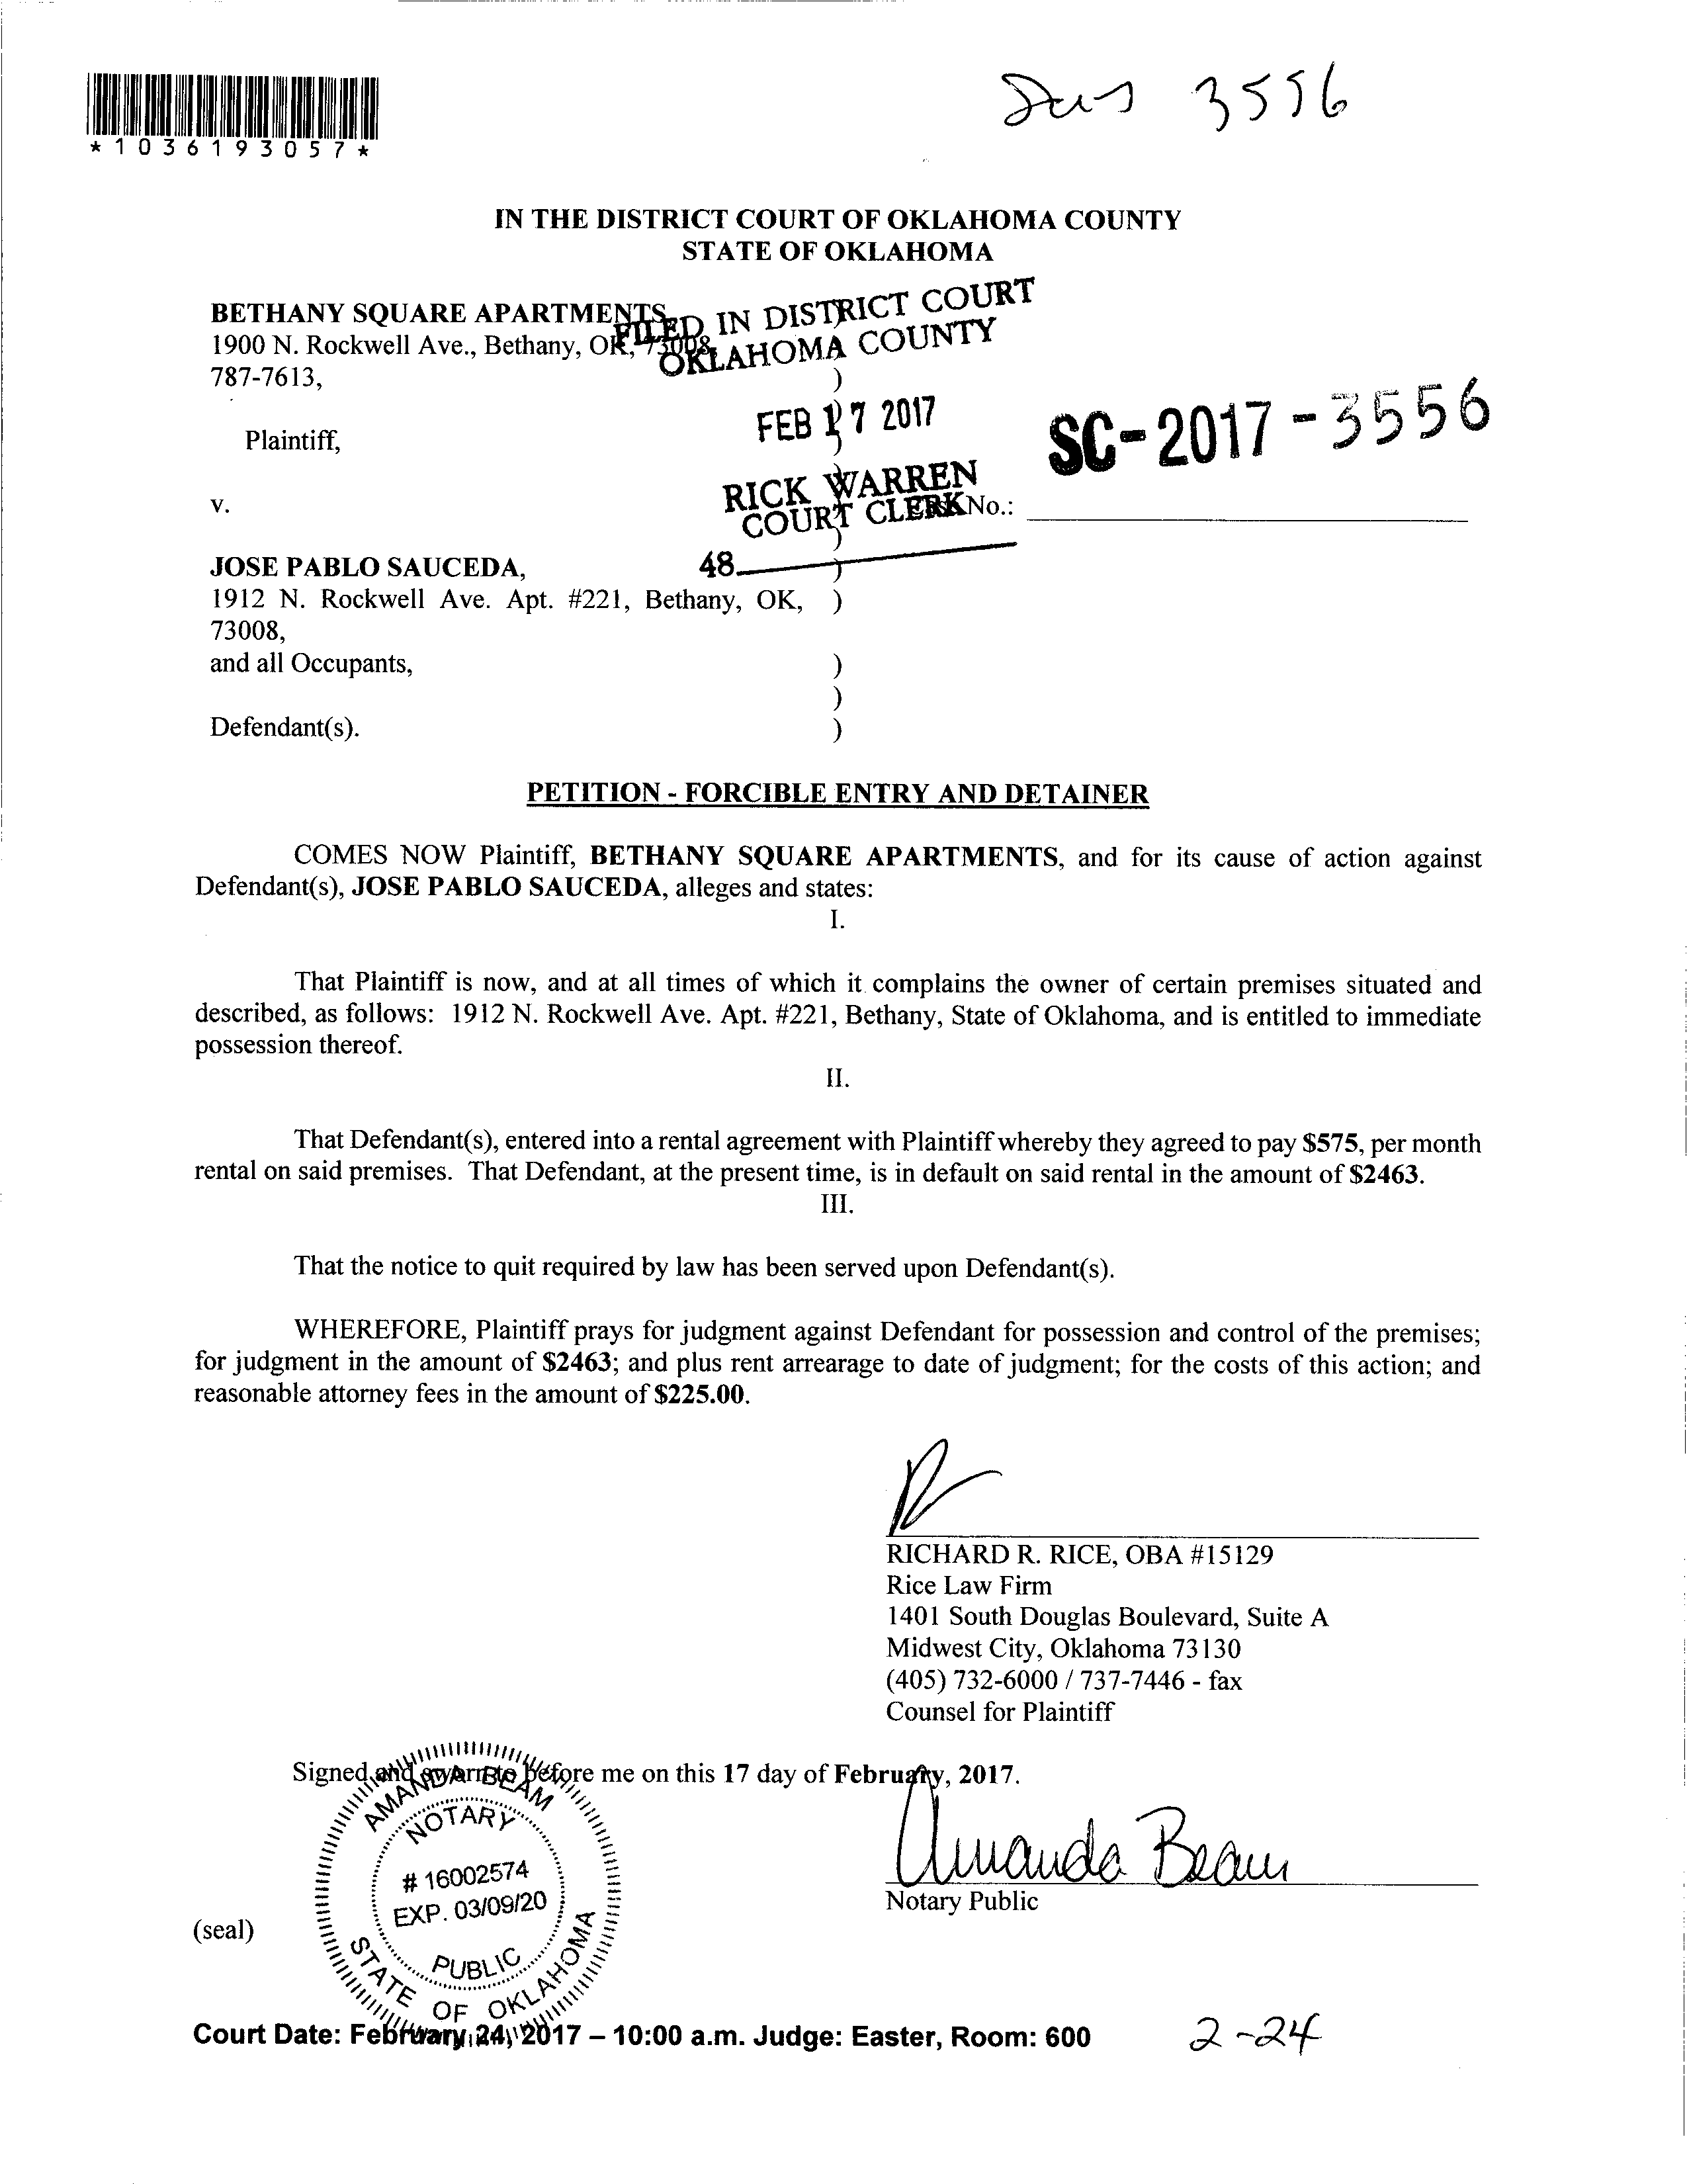 *1036193057*
3556
IN THE DISTRICT COURT OF OKLAHOMA COUNTY
STATE OF OKLAHOMA
BETHANY SQUARE APARTMENTS,
1900 N. Rockwell Ave., Bethany, OK, 73008,
787-7613,
FILED IN DISTRICT COURT
OKLAHOMA COUNTY
)
FEB 17 2017
)
SC-2017-3556
Plaintiff,
RICK WARREN
COURT CLERK
v.
Case No.:
)
48
JOSE PABLO SAUCEDA, )
1912 N. Rockwell Ave. Apt. #221, Bethany, OK, )
73008,
and all Occupants, )
)
Defendant(s). )
PETITION - FORCIBLE ENTRY AND DETAINER
COMES NOW Plaintiff, BETHANY SQUARE APARTMENTS, and for its cause of action against
Defendant(s), JOSE PABLO SAUCEDA, alleges and states:
I.
That Plaintiff is now, and at all times of which it complains the owner of certain premises situated and
described, as follows: 1912 N. Rockwell Ave. Apt. #221, Bethany, State of Oklahoma, and is entitled to immediate
possession thereof.
II.
That Defendant(s), entered into a rental agreement with Plaintiff whereby they agreed to pay $575, per month
rental on said premises. That Defendant, at the present time, is in default on said rental in the amount of $2463.
III.
That the notice to quit required by law has been served upon Defendant(s).
WHEREFORE, Plaintiff prays for judgment against Defendant for possession and control of the premises;
for judgment in the amount of $2463; and plus rent arrearage to date of judgment; for the costs of this action; and
reasonable attorney fees in the amount of $225.00.
RICHARD R. RICE, OBA #15129
Rice Law Firm
1401 South Douglas Boulevard, Suite A
Midwest City, Oklahoma 73130
(405) 732-6000 / 737-7446 - fax
Counsel for Plaintiff
Signed and sworn to before me on this 17 day of February, 2017.
AMANDA BEAM
NOTARY
# 16002574
EXP. 03/09/20
PUBLIC
STATE OF OKLAHOMA
Amanda Beam
Notary Public
(seal)
Court Date: February 24, 2017 – 10:00 a.m. Judge: Easter, Room: 600
2-24